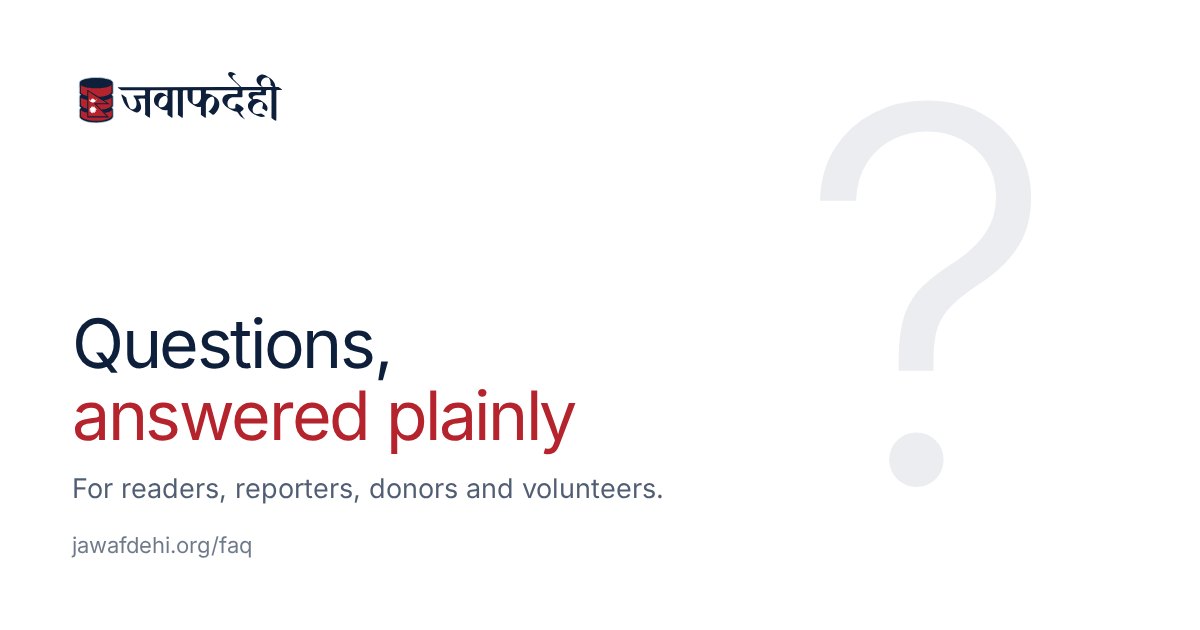 जवाफदेही
Questions,
answered plainly
For readers, reporters, donors and volunteers.
jawafdehi.org/faq
?